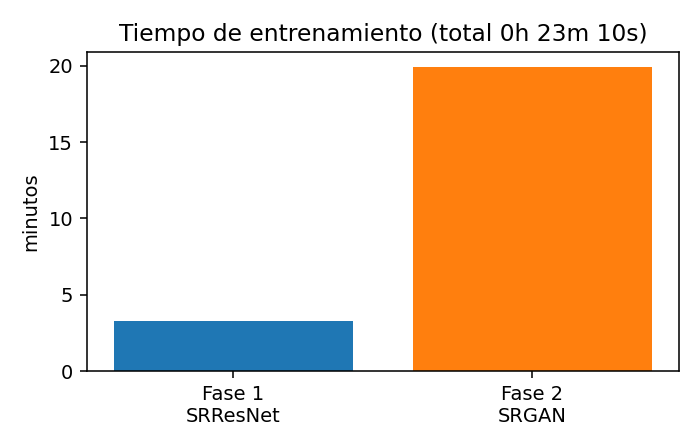 Tiempo de entrenamiento (total 0h 23m 10s)
minutos
20
15
10
5
0
Fase 1
SRResNet
Fase 2
SRGAN